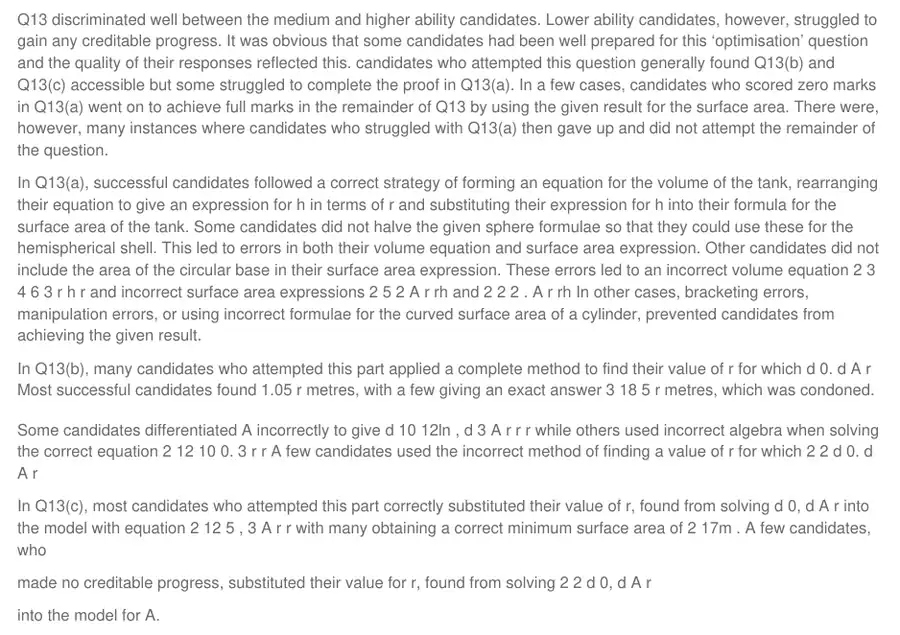 Q13 discriminated well between the medium and higher ability candidates. Lower ability candidates, however, struggled to
gain any creditable progress. It was obvious that some candidates had been well prepared for this ‘optimisation’ question
and the quality of their responses reflected this. candidates who attempted this question generally found Q13(b) and
Q13(c) accessible but some struggled to complete the proof in Q13(a). In a few cases, candidates who scored zero marks
in Q13(a) went on to achieve full marks in the remainder of Q13 by using the given result for the surface area. There were,
however, many instances where candidates who struggled with Q13(a) then gave up and did not attempt the remainder of
the question.
In Q13(a), successful candidates followed a correct strategy of forming an equation for the volume of the tank, rearranging
their equation to give an expression for h in terms of r and substituting their expression for h into their formula for the
surface area of the tank. Some candidates did not halve the given sphere formulae so that they could use these for the
hemispherical shell. This led to errors in both their volume equation and surface area expression. Other candidates did not
include the area of the circular base in their surface area expression. These errors led to an incorrect volume equation 2 3
4 6 3 r h r and incorrect surface area expressions 2 5 2 A r rh and 2 2 2 . A r rh In other cases, bracketing errors,
manipulation errors, or using incorrect formulae for the curved surface area of a cylinder, prevented candidates from
achieving the given result.
In Q13(b), many candidates who attempted this part applied a complete method to find their value of r for which d 0. d A r
Most successful candidates found 1.05 r metres, with a few giving an exact answer 3 18 5 r metres, which was condoned.
Some candidates differentiated A incorrectly to give d 10 12ln , d 3 A r r r while others used incorrect algebra when solving
the correct equation 2 12 10 0. 3 r r A few candidates used the incorrect method of finding a value of r for which 2 2 d 0. d
A r
In Q13(c), most candidates who attempted this part correctly substituted their value of r, found from solving d 0, d A r into
the model with equation 2 12 5 , 3 A r r with many obtaining a correct minimum surface area of 2 17m . A few candidates,
who
made no creditable progress, substituted their value for r, found from solving 2 2 d 0, d A r
into the model for A.